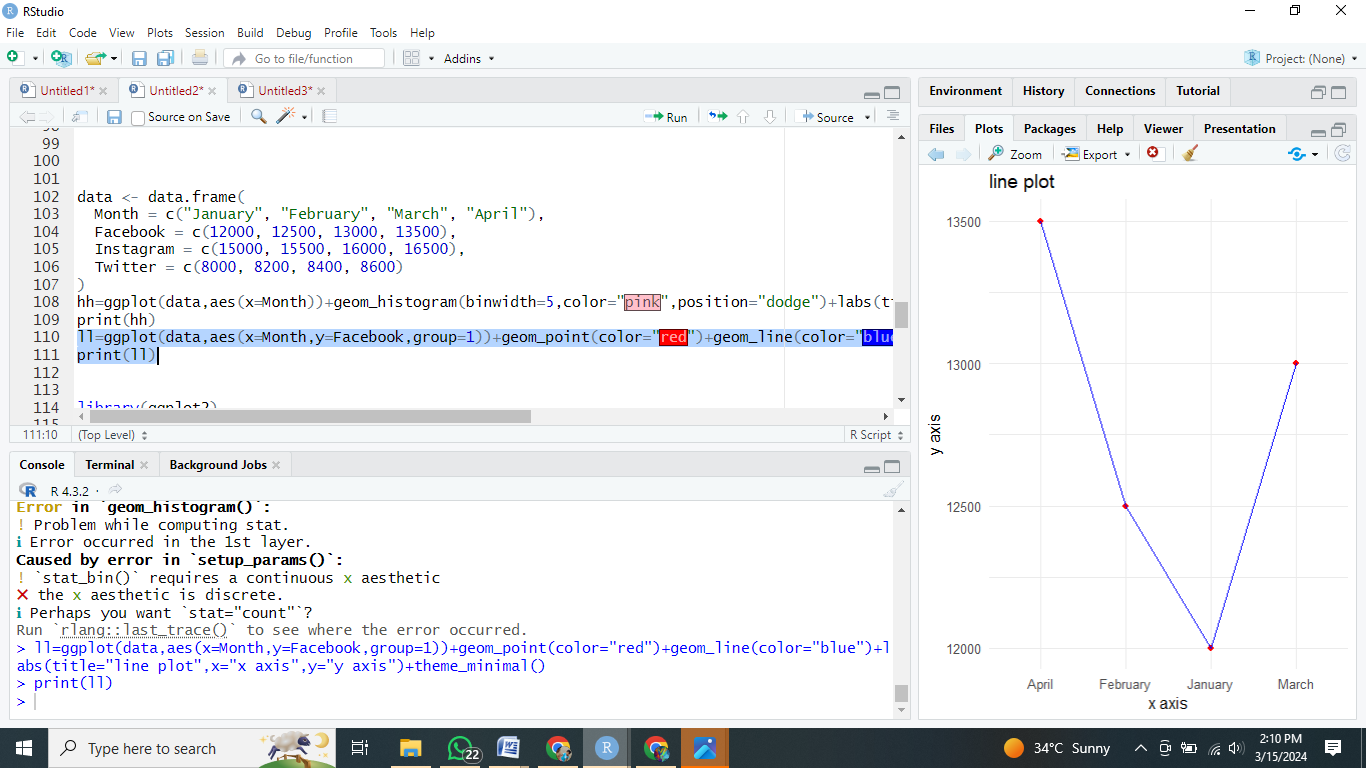 RStudio
File Edit Code View Plots Session Build Debug Profile Tools Help
Go to file/function Addins Project: (None)
Untitled1* Untitled2* Untitled3*
Source on Save Run Source
98
99
100
101
102 data <- data.frame(
103 Month = c("January", "February", "March", "April"),
104 Facebook = c(12000, 12500, 13000, 13500),
105 Instagram = c(15000, 15500, 16000, 16500),
106 Twitter = c(8000, 8200, 8400, 8600)
107 )
108 hh=ggplot(data,aes(x=Month))+geom_histogram(binwidth=5,color="pink",position="dodge")+labs(ti
109 print(hh)
110 ll=ggplot(data,aes(x=Month,y=Facebook,group=1))+geom_point(color="red")+geom_line(color="blue
111 print(ll)
112
113
114 library(ggplot2)
115
111:10 (Top Level) R Script
Console Terminal Background Jobs
R 4.3.2 ·
Error in `geom_histogram()`:
! Problem while computing stat.
ℹ Error occurred in the 1st layer.
Caused by error in `setup_params()`:
! `stat_bin()` requires a continuous x aesthetic
✖ the x aesthetic is discrete.
ℹ Perhaps you want `stat="count"`?
Run `rlang::last_trace()` to see where the error occurred.
> ll=ggplot(data,aes(x=Month,y=Facebook,group=1))+geom_point(color="red")+geom_line(color="blue")+l
abs(title="line plot",x="x axis",y="y axis")+theme_minimal()
> print(ll)
>
Environment History Connections Tutorial
Files Plots Packages Help Viewer Presentation
Zoom Export
line plot
13500
13000
12500
12000
y axis
April February January March
x axis
Type here to search
22
34°C Sunny
2:10 PM
3/15/2024